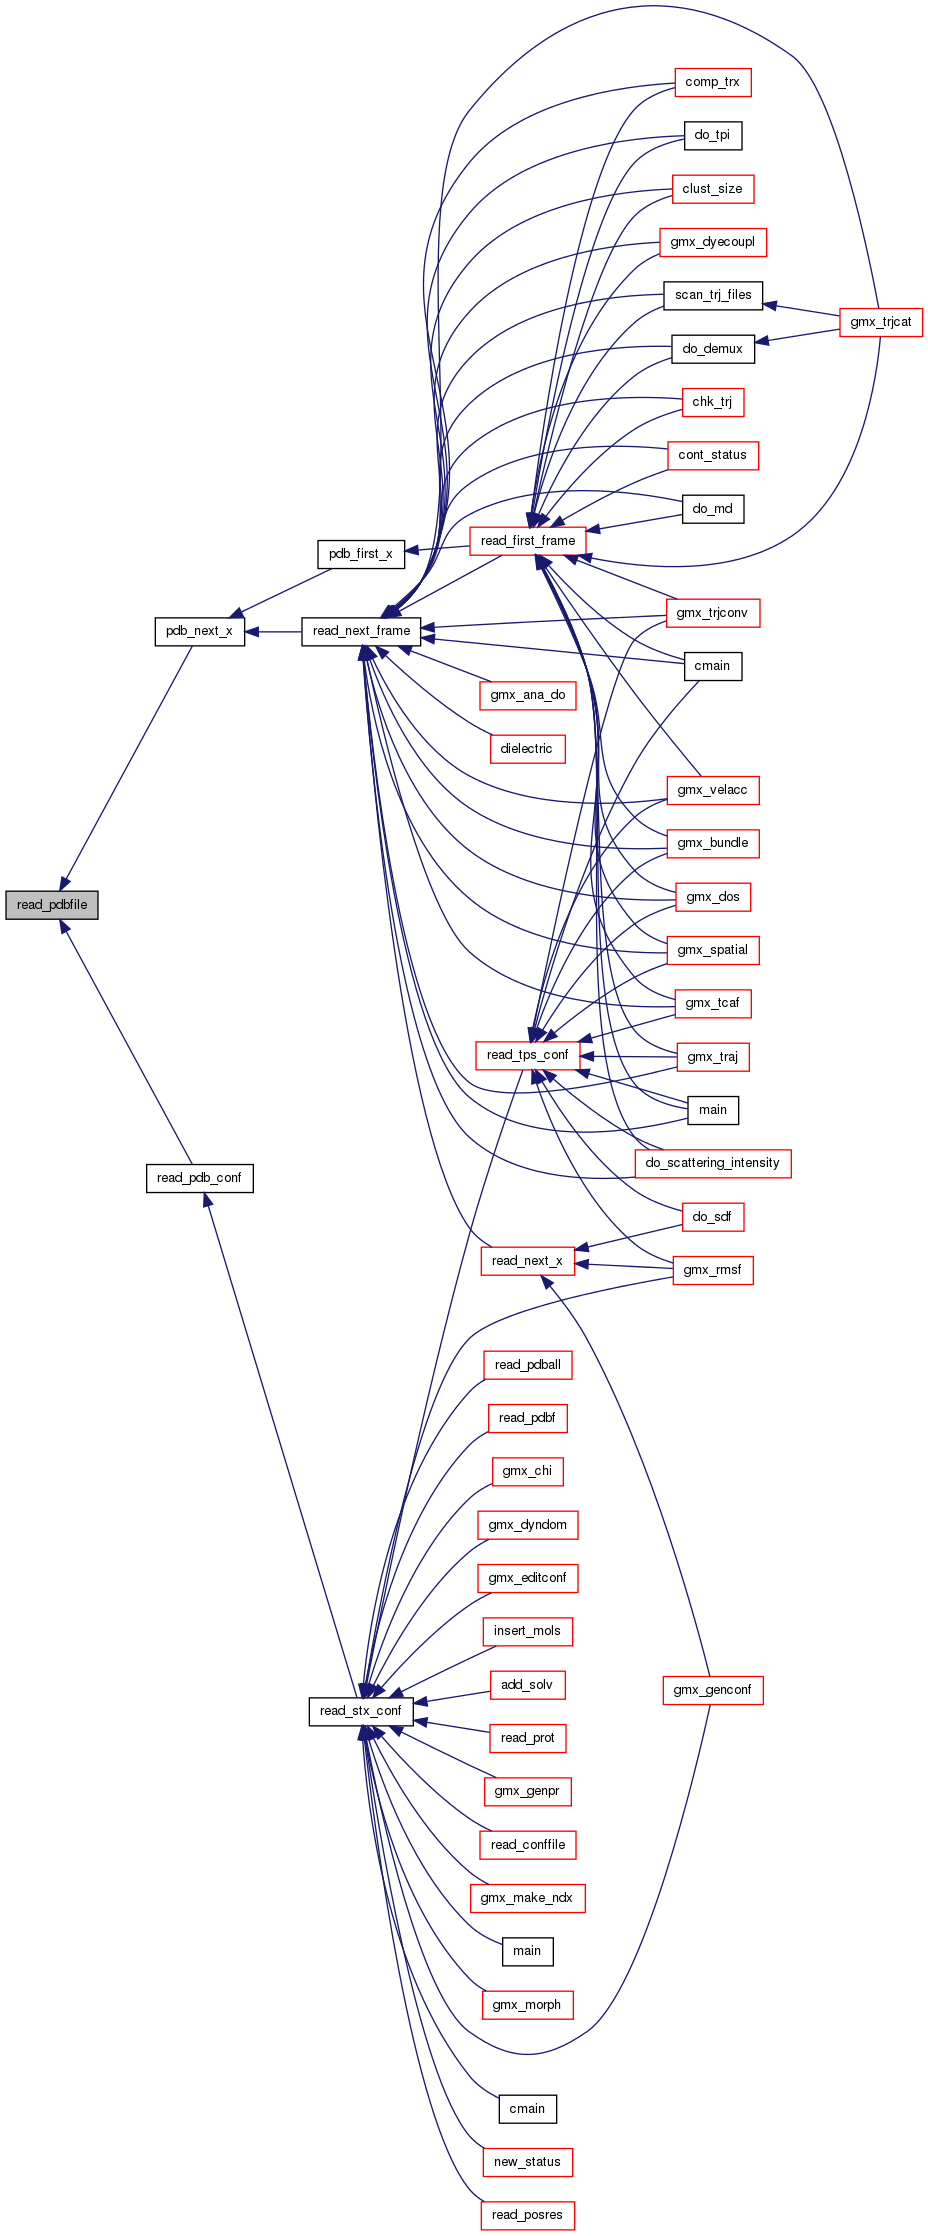 comp_trx
do_tpi
clust_size
gmx_dyecoupl
scan_trj_files
gmx_trjcat
do_demux
chk_trj
cont_status
do_md
read_first_frame
pdb_first_x
gmx_trjconv
pdb_next_x
read_next_frame
cmain
gmx_ana_do
dielectric
gmx_velacc
gmx_bundle
gmx_dos
read_pdbfile
gmx_spatial
gmx_tcaf
read_tps_conf
gmx_traj
main
do_scattering_intensity
read_pdb_conf
do_sdf
read_next_x
gmx_rmsf
read_pdball
read_pdbf
gmx_chi
gmx_dyndom
gmx_editconf
insert_mols
add_solv
gmx_genconf
read_stx_conf
read_prot
gmx_genpr
read_conffile
gmx_make_ndx
main
gmx_morph
cmain
new_status
read_posres